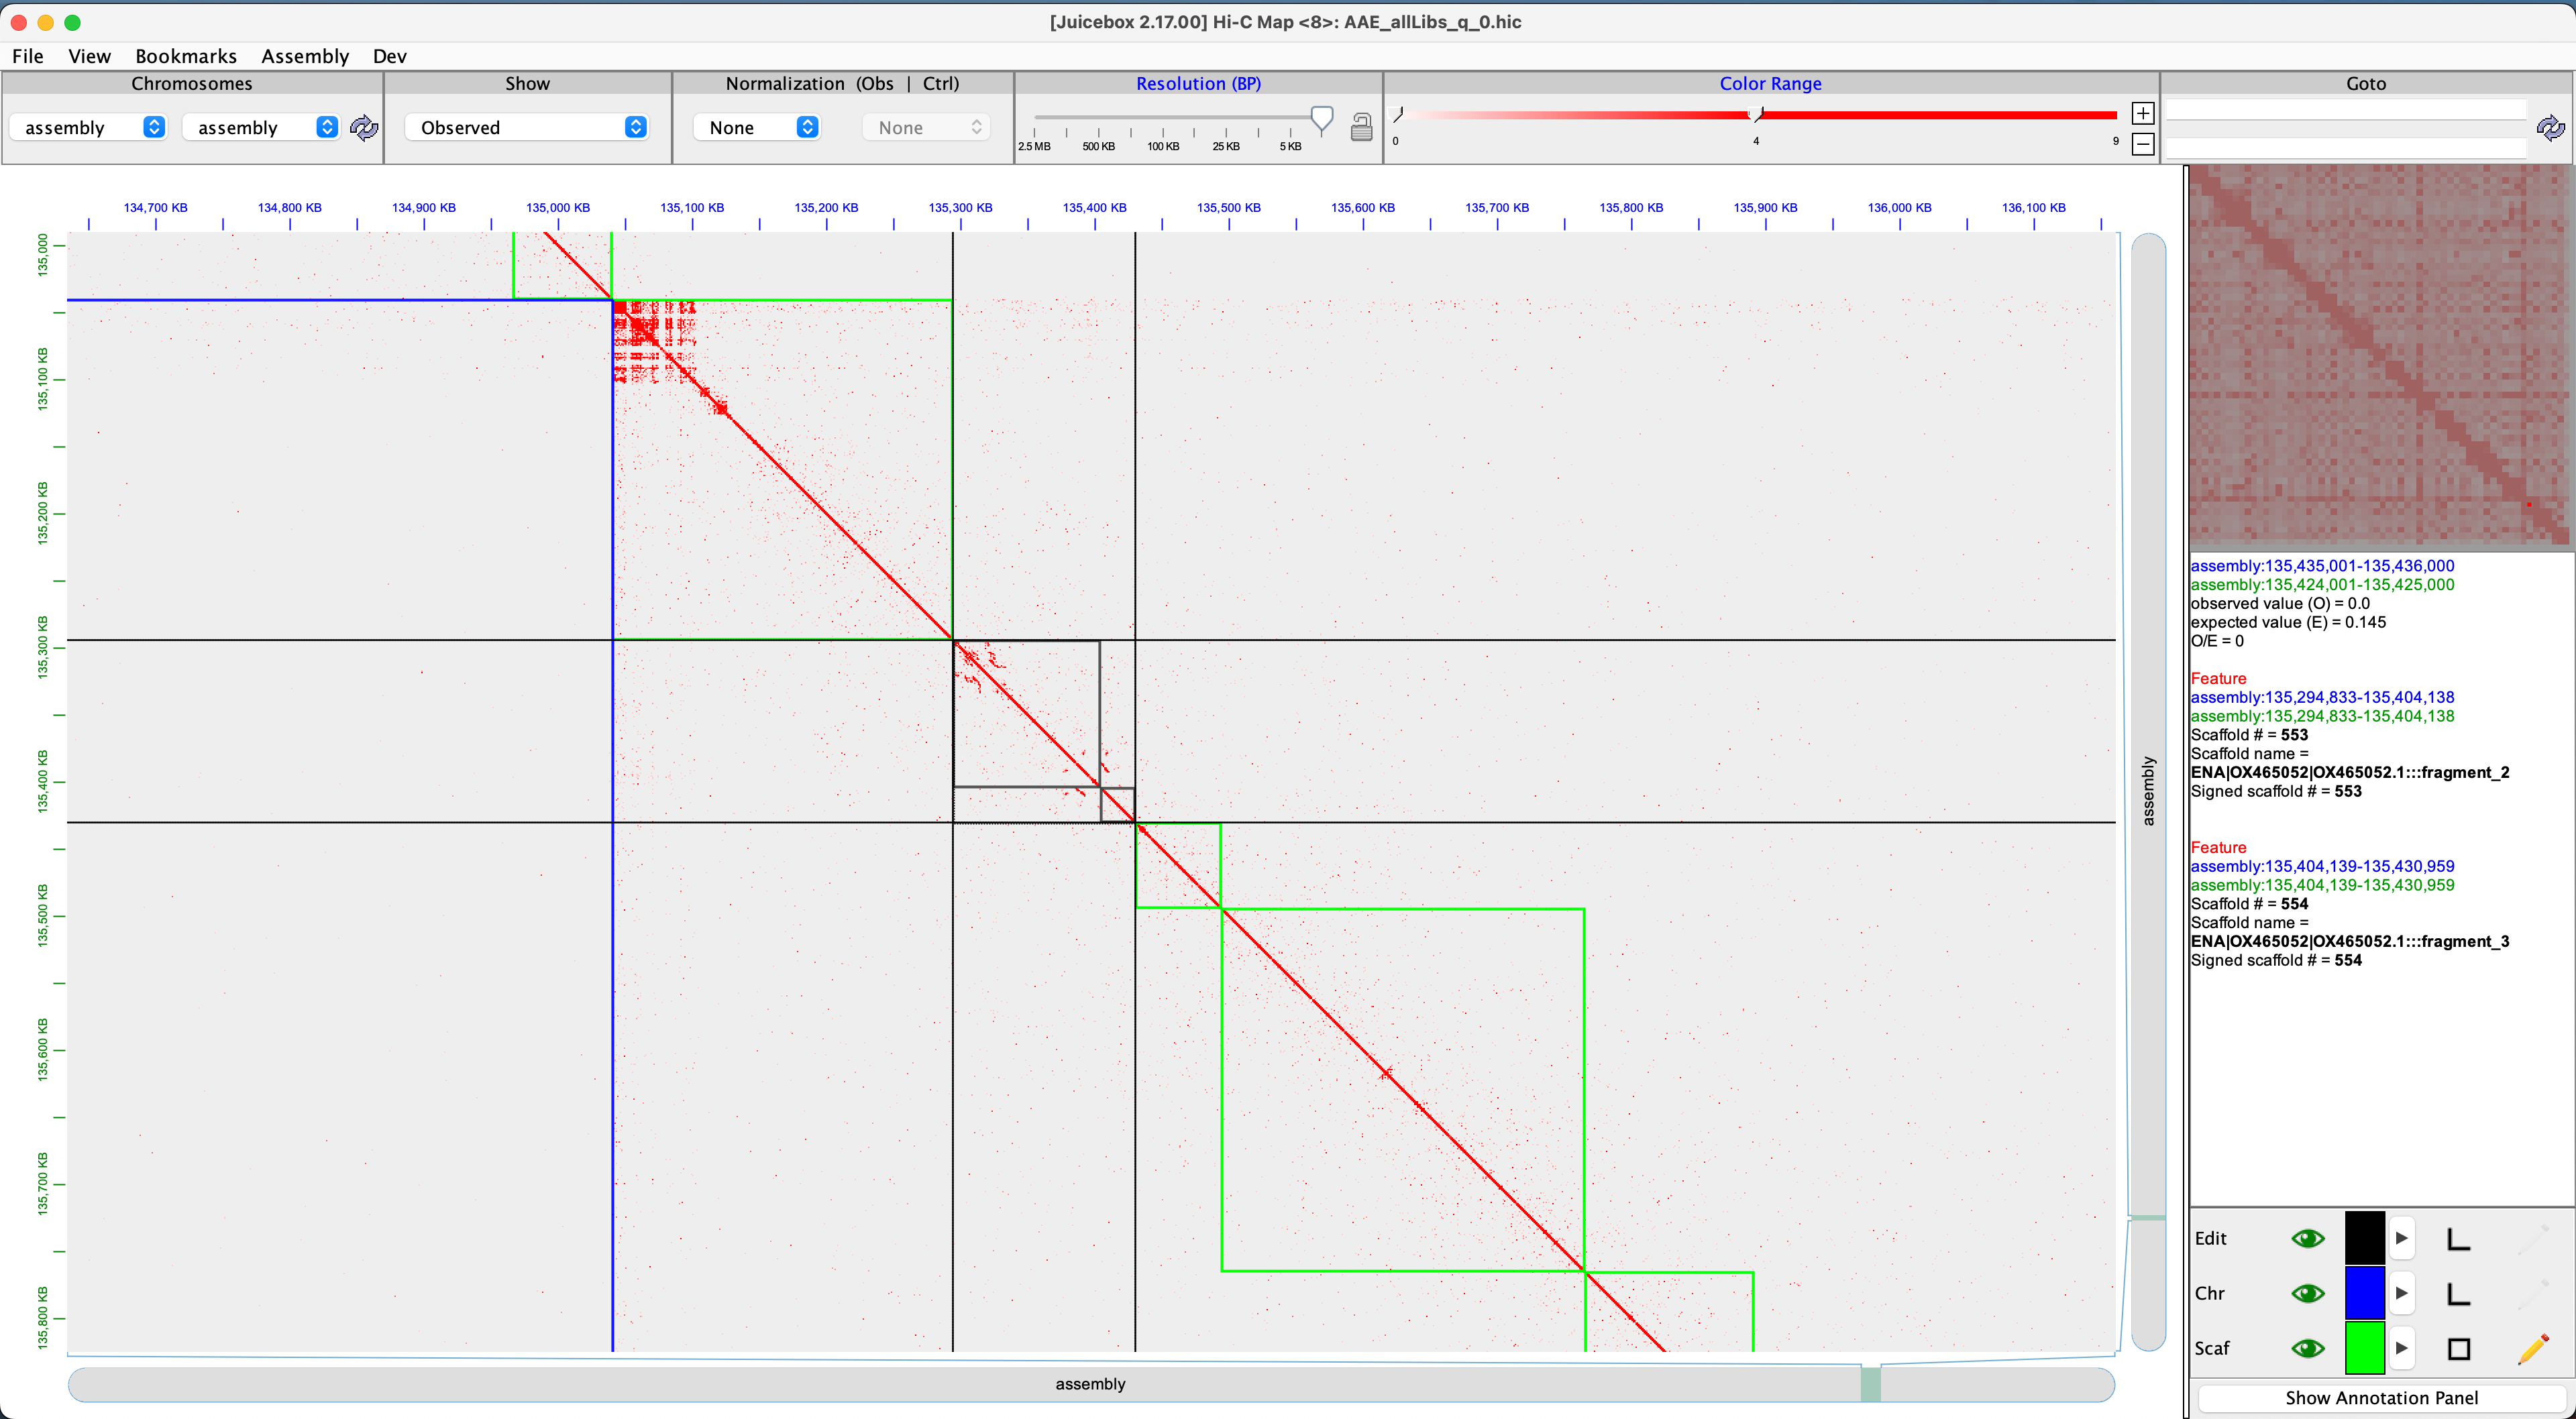 [Juicebox 2.17.00] Hi-C Map <8>: AAE_allLibs_q_0.hic
File View Bookmarks Assembly Dev
Chromosomes Show Normalization (Obs | Ctrl) Resolution (BP) Color Range Goto
assembly assembly Observed None None
2.5 MB 500 KB 100 KB 25 KB 5 KB
0 4 9
134,700 KB 134,800 KB 134,900 KB 135,000 KB 135,100 KB 135,200 KB 135,300 KB 135,400 KB 135,500 KB 135,600 KB 135,700 KB 135,800 KB 135,900 KB 136,000 KB 136,100 KB
135,000
135,100 KB
135,200 KB
135,300 KB
135,400 KB
135,500 KB
135,600 KB
135,700 KB
135,800 KB
assembly
assembly
assembly:135,435,001-135,436,000
assembly:135,424,001-135,425,000
observed value (O) = 0.0
expected value (E) = 0.145
O/E = 0
Feature
assembly:135,294,833-135,404,138
assembly:135,294,833-135,404,138
Scaffold # = 553
Scaffold name =
ENA|OX465052|OX465052.1:::fragment_2
Signed scaffold # = 553
Feature
assembly:135,404,139-135,430,959
assembly:135,404,139-135,430,959
Scaffold # = 554
Scaffold name =
ENA|OX465052|OX465052.1:::fragment_3
Signed scaffold # = 554
Edit
Chr
Scaf
Show Annotation Panel